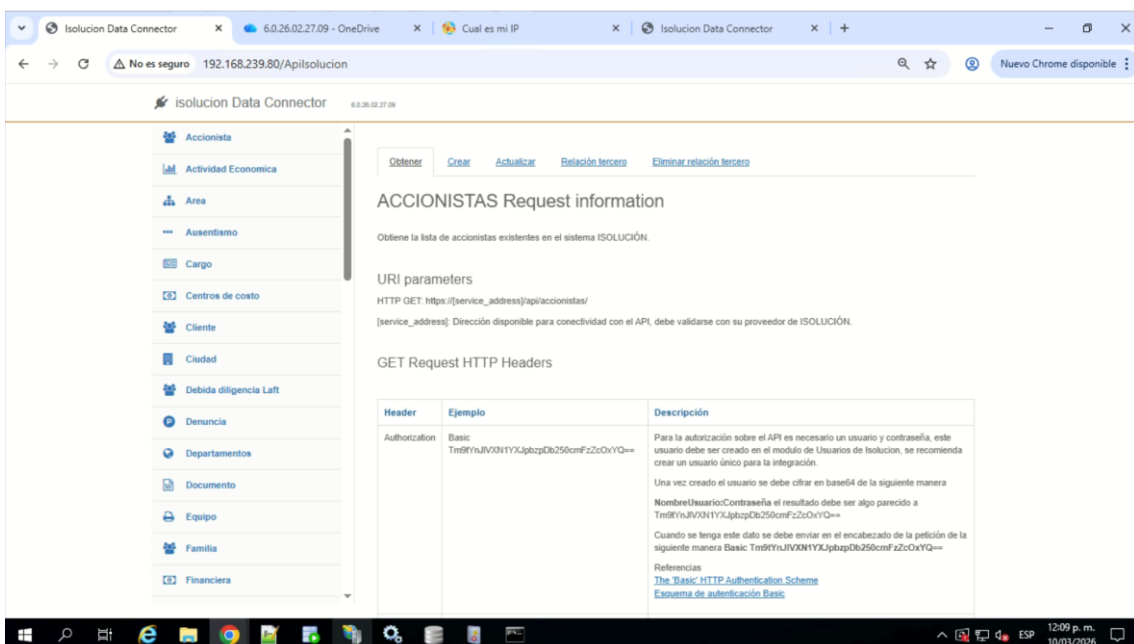 Isolucion Data Connector
6.0.26.02.27.09 - OneDrive
Cual es mi IP
Isolucion Data Connector
No es seguro
192.168.239.80/ApiIsolucion
Nuevo Chrome disponible
isolucion Data Connector
6.0.26.02.27.09
Accionista
Actividad Economica
Area
Ausentismo
Cargo
Centros de costo
Cliente
Ciudad
Debida diligencia Laft
Denuncia
Departamentos
Documento
Equipo
Familia
Financiera
Obtener
Crear
Actualizar
Relación tercero
Eliminar relación tercero
ACCIONISTAS Request information
Obtiene la lista de accionistas existentes en el sistema ISOLUCIÓN.
URI parameters
HTTP GET: https://[service_address]/api/accionistas/
[service_address]: Dirección disponible para conectividad con el API, debe validarse con su proveedor de ISOLUCIÓN.
GET Request HTTP Headers
Header
Ejemplo
Descripción
Authorization
Basic
Tm9tYnJlVXN1YXJpbzpDb250cmFzZcOxYQ==
Para la autorización sobre el API es necesario un usuario y contraseña, este
usuario debe ser creado en el modulo de Usuarios de Isolucion, se recomienda
crear un usuario único para la integración.
Una vez creado el usuario se debe cifrar en base64 de la siguiente manera
NombreUsuario:Contraseña el resultado debe ser algo parecido a
Tm9tYnJlVXN1YXJpbzpDb250cmFzZcOxYQ==
Cuando se tenga este dato se debe enviar en el encabezado de la petición de la
siguiente manera Basic Tm9tYnJlVXN1YXJpbzpDb250cmFzZcOxYQ==
Referencias
The 'Basic' HTTP Authentication Scheme
Esquema de autenticación Basic
ESP
12:09 p. m.
10/03/2026